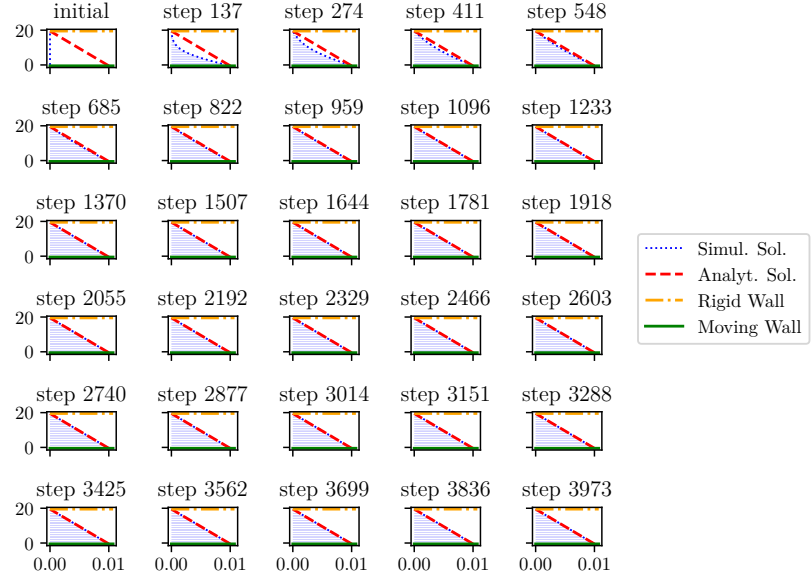 initial step 137 step 274 step 411 step 548
20
0
step 685 step 822 step 959 step 1096 step 1233
20
0
step 1370 step 1507 step 1644 step 1781 step 1918
20
0
step 2055 step 2192 step 2329 step 2466 step 2603
20
0
step 2740 step 2877 step 3014 step 3151 step 3288
20
0
step 3425 step 3562 step 3699 step 3836 step 3973
20
0
0.00 0.01 0.00 0.01 0.00 0.01 0.00 0.01 0.00 0.01
Simul. Sol.
Analyt. Sol.
Rigid Wall
Moving Wall